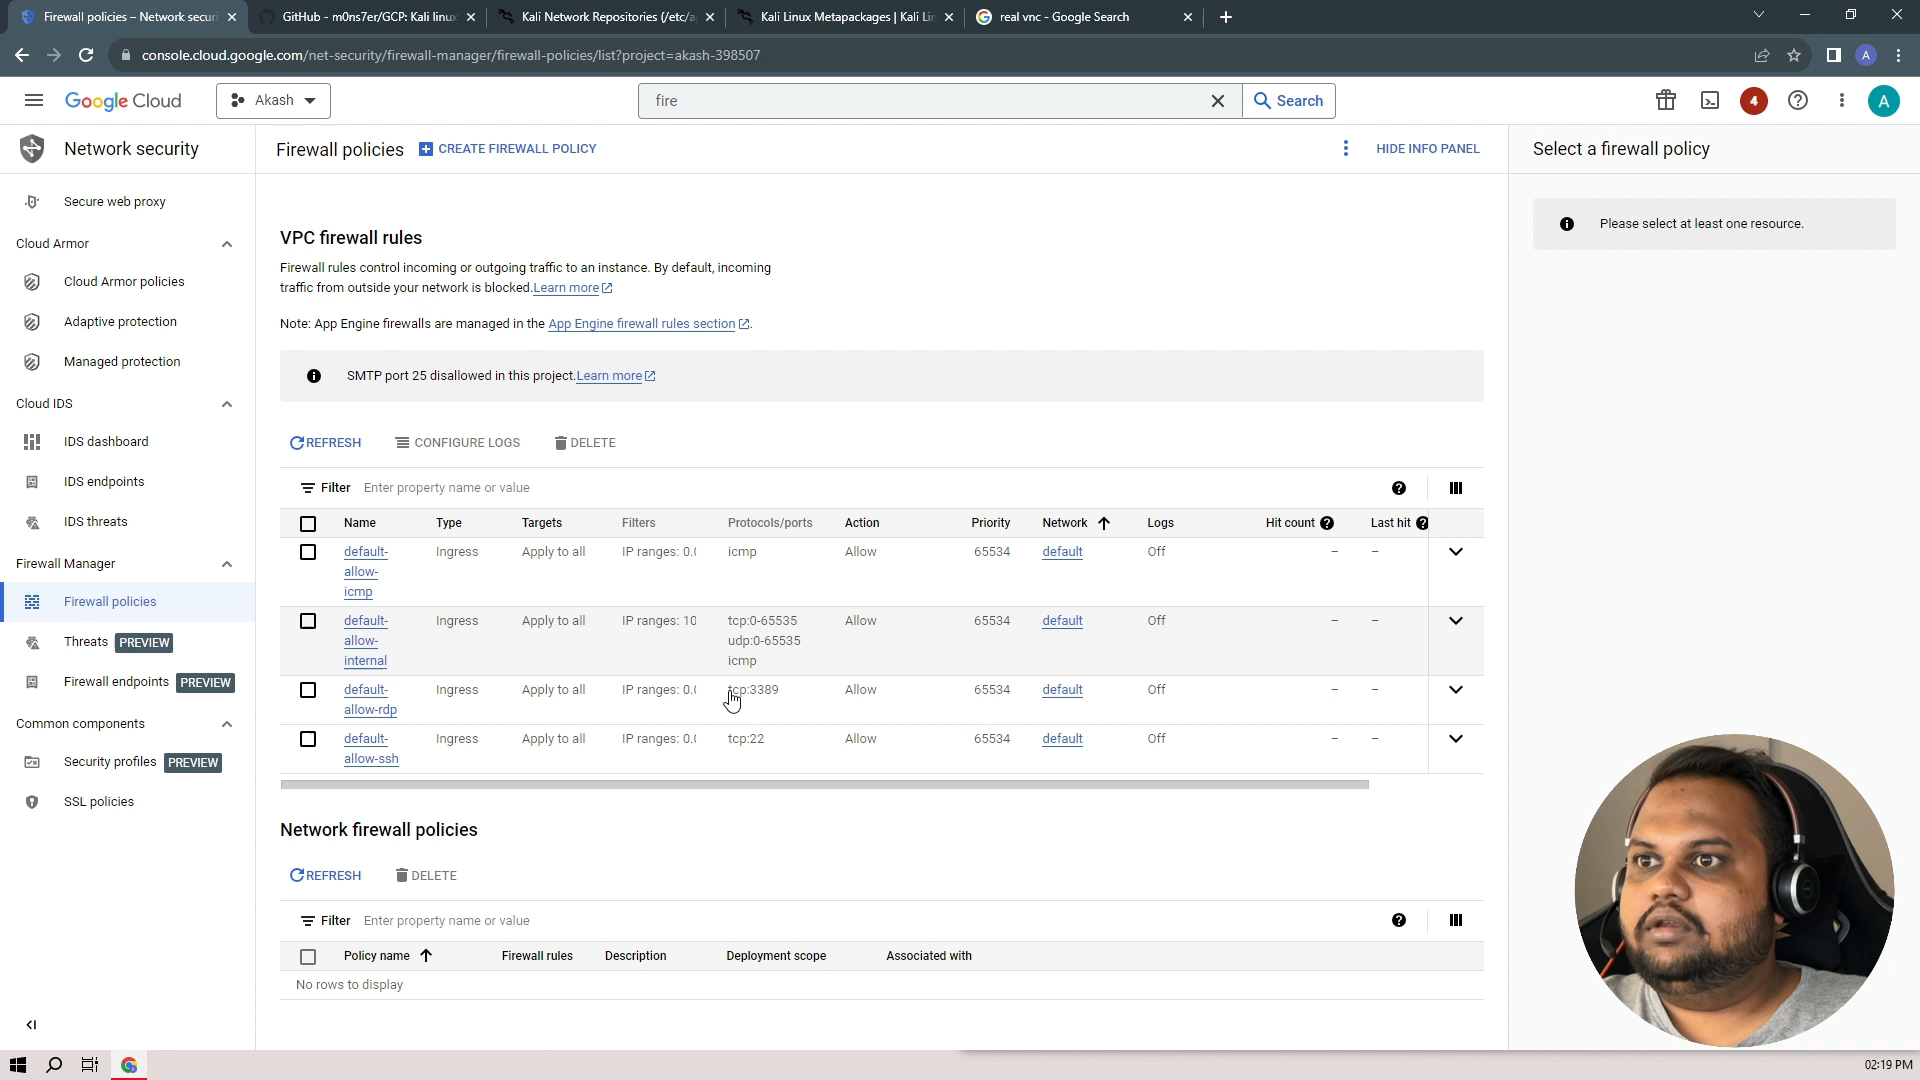 Firewall policies – Network secur
GitHub - m0ns7er/GCP: Kali linux
Kali Network Repositories (/etc/a
Kali Linux Metapackages | Kali Lin
real vnc - Google Search
console.cloud.google.com/net-security/firewall-manager/firewall-policies/list?project=akash-398507
A
Google Cloud
Akash
fire
Search
4
A
Network security
Firewall policies
CREATE FIREWALL POLICY
HIDE INFO PANEL
Select a firewall policy
Please select at least one resource.
Secure web proxy
Cloud Armor
Cloud Armor policies
Adaptive protection
Managed protection
Cloud IDS
IDS dashboard
IDS endpoints
IDS threats
Firewall Manager
Firewall policies
Threats PREVIEW
Firewall endpoints PREVIEW
Common components
Security profiles PREVIEW
SSL policies
VPC firewall rules
Firewall rules control incoming or outgoing traffic to an instance. By default, incoming
traffic from outside your network is blocked. Learn more
Note: App Engine firewalls are managed in the App Engine firewall rules section.
SMTP port 25 disallowed in this project. Learn more
REFRESH CONFIGURE LOGS DELETE
Filter Enter property name or value
Name Type Targets Filters Protocols/ports Action Priority Network Logs Hit count Last hit
default-allow-icmp Ingress Apply to all IP ranges: 0.( icmp Allow 65534 default Off – –
default-allow-internal Ingress Apply to all IP ranges: 10 tcp:0-65535 udp:0-65535 icmp Allow 65534 default Off – –
default-allow-rdp Ingress Apply to all IP ranges: 0.( tcp:3389 Allow 65534 default Off – –
default-allow-ssh Ingress Apply to all IP ranges: 0.( tcp:22 Allow 65534 default Off – –
Network firewall policies
REFRESH DELETE
Filter Enter property name or value
Policy name Firewall rules Description Deployment scope Associated with
No rows to display
02:19 PM